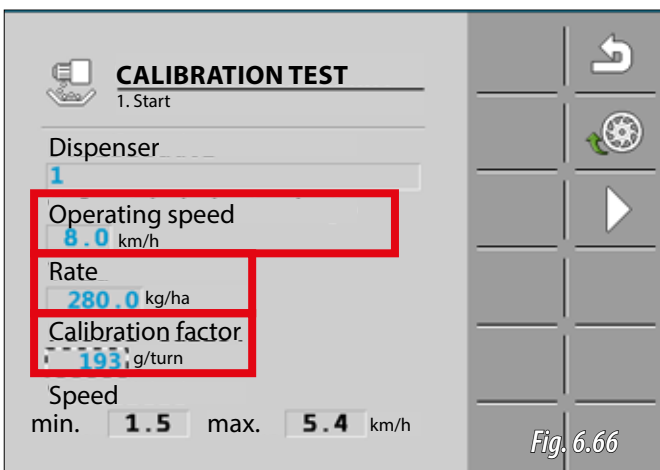 CALIBRATION TEST
1. Start
Dispenser
1
Operating speed
8.0 km/h
Rate
280.0 kg/ha
Calibration factor
193 g/turn
Speed
min. 1.5 max. 5.4 km/h
Fig. 6.66